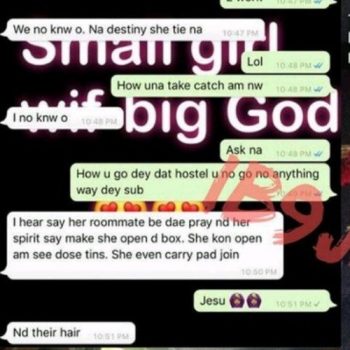 10:47 PM
We no knw o. Na destiny she tie na 10:47 PM
Small girl
Lol 10:48 PM
How una take catch am nw 10:48 PM
wif big God
I no knw o 10:48 PM
Ask na 10:48 PM
How u go dey dat hostel u no go no anything
way dey sub
I hear say her roommate be dae pray nd her
spirit say make she open d box. She kon open
am see dose tins. She even carry pad join
10:50 PM
Jesu 🙆🙆 10:51 PM
Nd their hair 10:51 PM